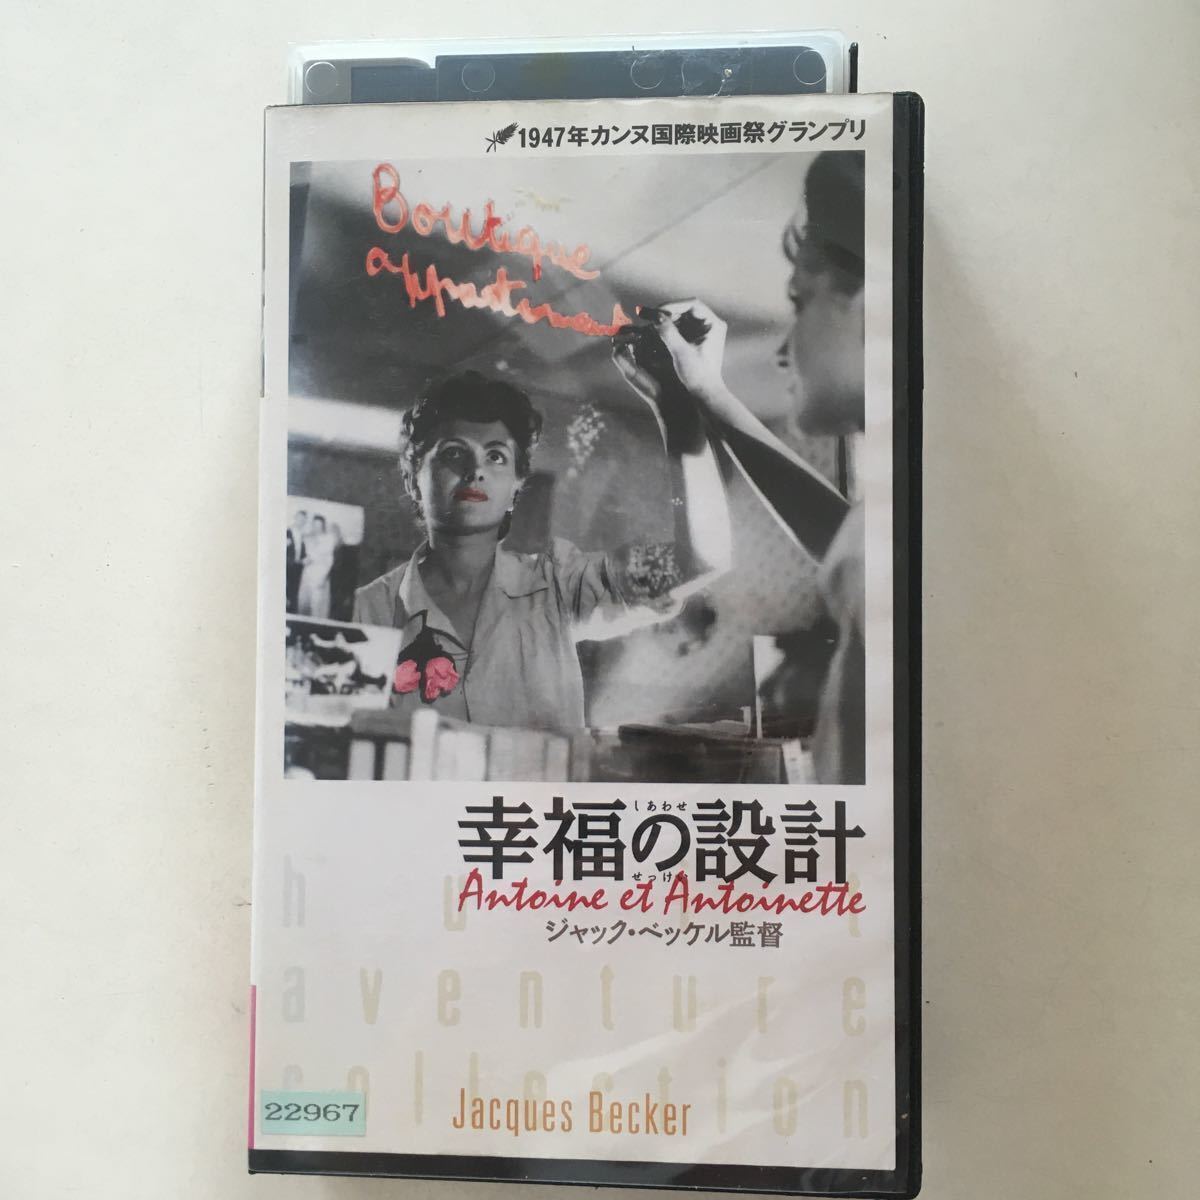 1947年カンヌ国際映画祭グランプリ
Boutique
appartement
しあわせ
幸福の設計
せっけい
Antoine et Antoinette
ジャック・ベッケル監督
aventure
collection
Jacques Becker
22967